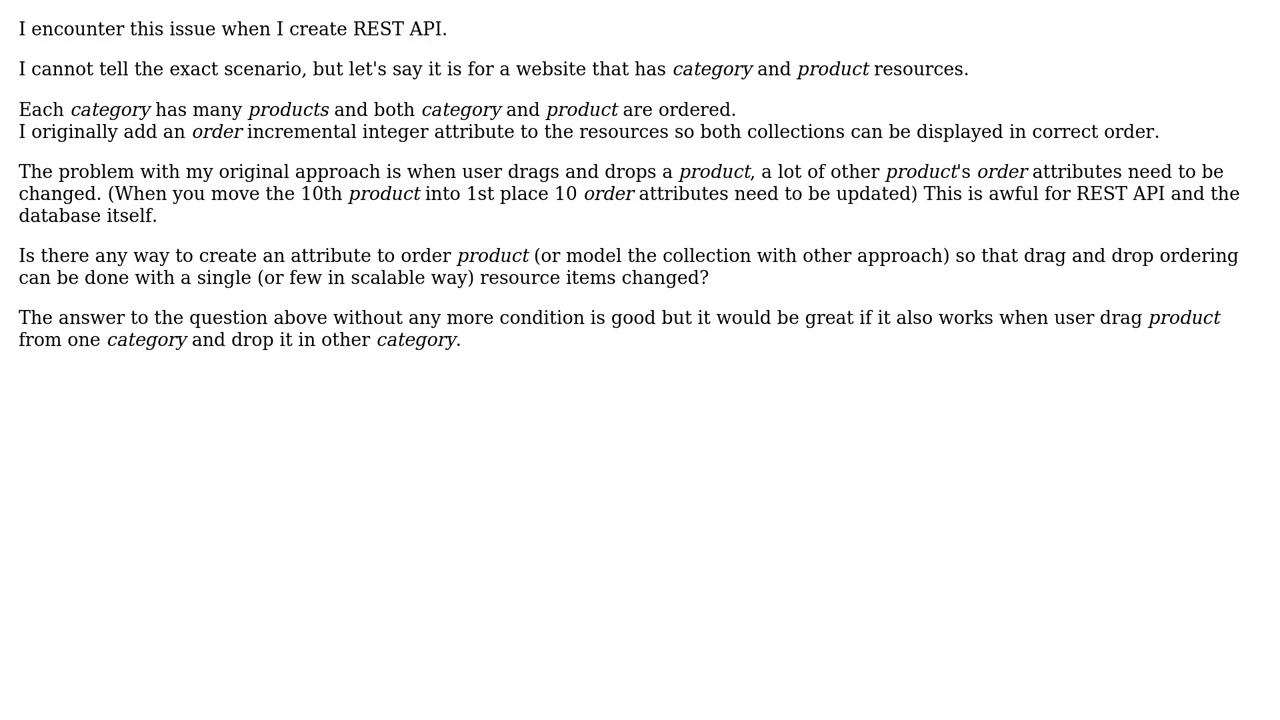 I encounter this issue when I create REST API.
I cannot tell the exact scenario, but let's say it is for a website that has category and product resources.
Each category has many products and both category and product are ordered.
I originally add an order incremental integer attribute to the resources so both collections can be displayed in correct order.
The problem with my original approach is when user drags and drops a product, a lot of other product's order attributes need to be
changed. (When you move the 10th product into 1st place 10 order attributes need to be updated) This is awful for REST API and the
database itself.
Is there any way to create an attribute to order product (or model the collection with other approach) so that drag and drop ordering
can be done with a single (or few in scalable way) resource items changed?
The answer to the question above without any more condition is good but it would be great if it also works when user drag product
from one category and drop it in other category.